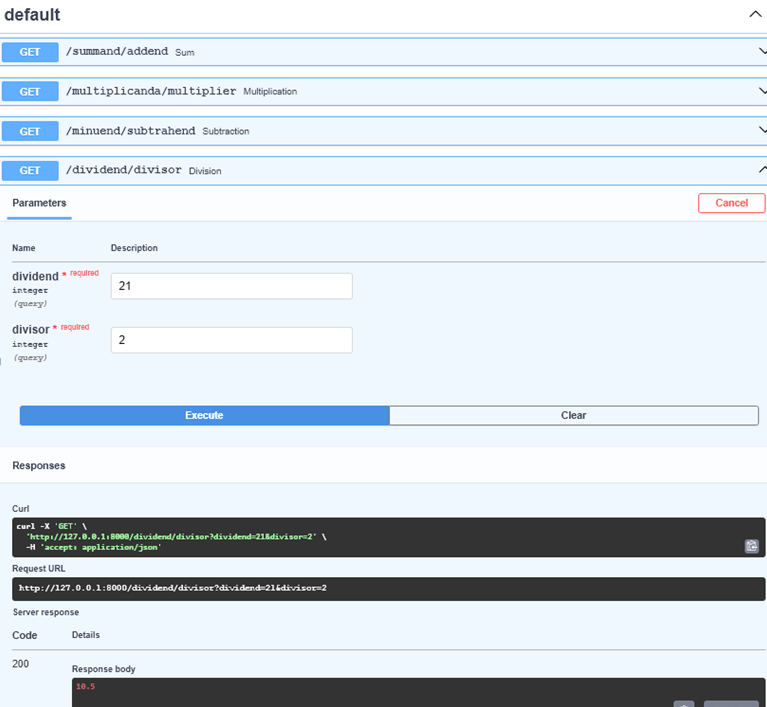 default
GET /summand/addend Sum
GET /multiplicanda/multiplier Multiplication
GET /minuend/subtrahend Subtraction
GET /dividend/divisor Division
Parameters Cancel
Name Description
dividend * required
integer
(query)
21
divisor * required
integer
(query)
2
Execute Clear
Responses
Curl
curl -X 'GET' \
'http://127.0.0.1:8000/dividend/divisor?dividend=21&divisor=2' \
-H 'accept: application/json'
Request URL
http://127.0.0.1:8000/dividend/divisor?dividend=21&divisor=2
Server response
Code Details
200
Response body
10.5